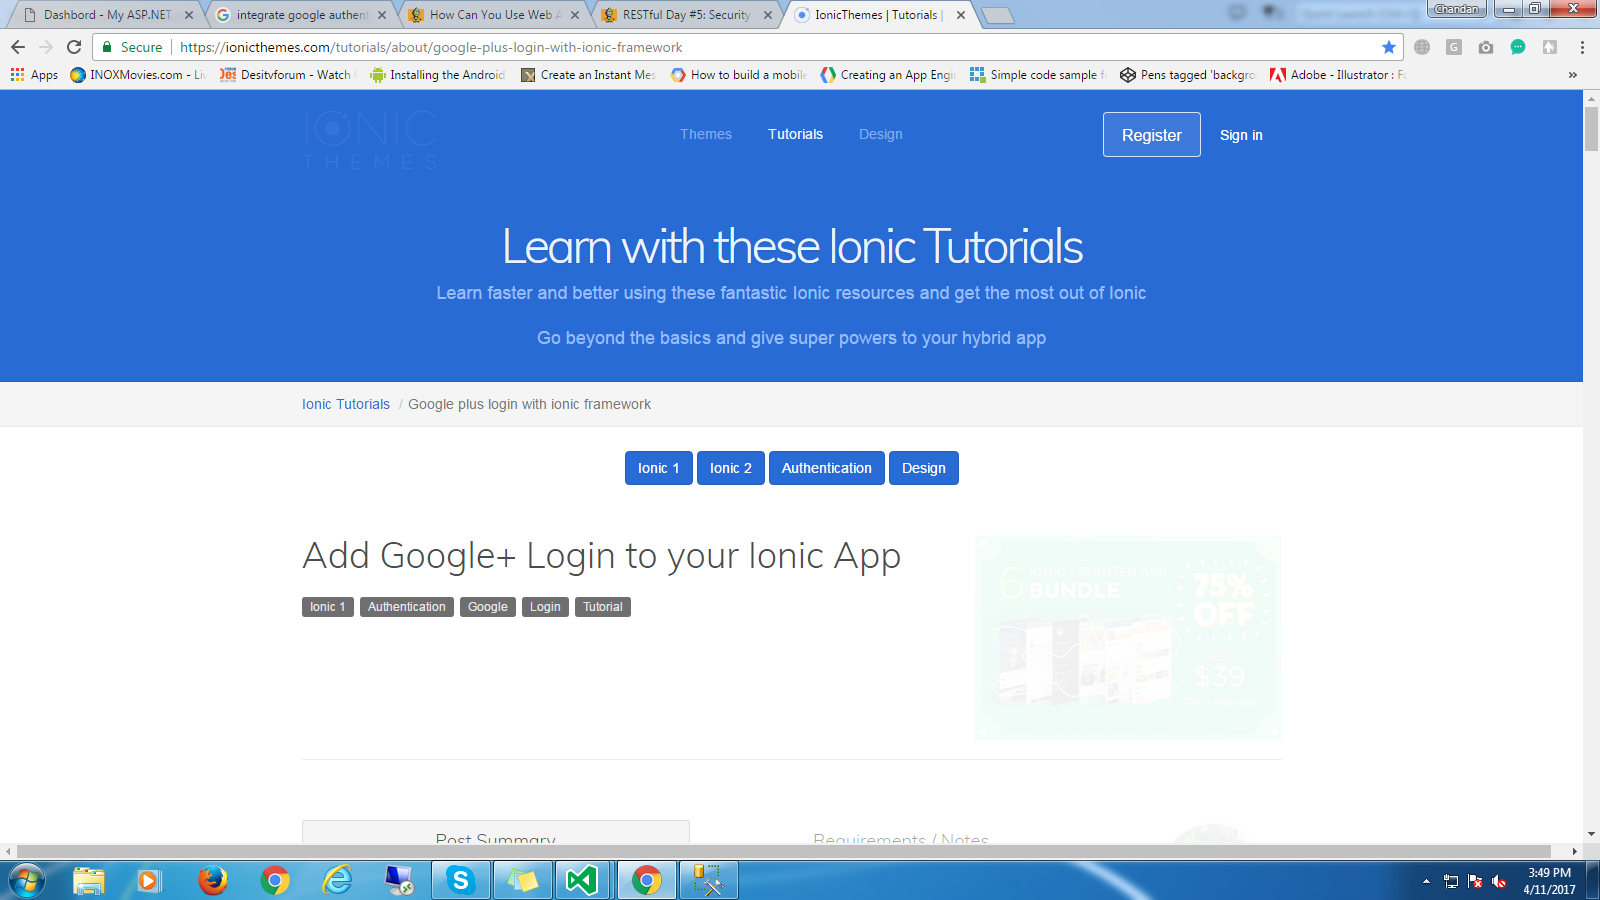 Dashbord - My ASP.NET
integrate google authent
How Can You Use Web A
RESTful Day #5: Security
IonicThemes | Tutorials |
Chandan
Secure
https://ionicthemes.com/tutorials/about/google-plus-login-with-ionic-framework
Apps
INOXMovies.com - Liv
Desitvforum - Watch
Installing the Android
Create an Instant Mes
How to build a mobile
Creating an App Engi
Simple code sample f
Pens tagged 'backgro
Adobe - Illustrator : Fo
»
IONIC
THEMES
Themes
Tutorials
Design
Register
Sign in
Learn with these Ionic Tutorials
Learn faster and better using these fantastic Ionic resources and get the most out of Ionic
Go beyond the basics and give super powers to your hybrid app
Ionic Tutorials / Google plus login with ionic framework
Ionic 1
Ionic 2
Authentication
Design
Add Google+ Login to your Ionic App
Ionic 1
Authentication
Google
Login
Tutorial
6 IONIC 1 STARTER APP
BUNDLE
75%
OFF
$39
Post Summary
Requirements / Notes
3:49 PM
4/11/2017